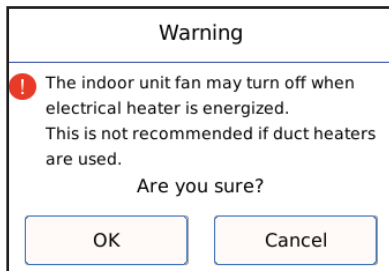 Warning
The indoor unit fan may turn off when
electrical heater is energized.
This is not recommended if duct heaters
are used.
Are you sure?
OK
Cancel